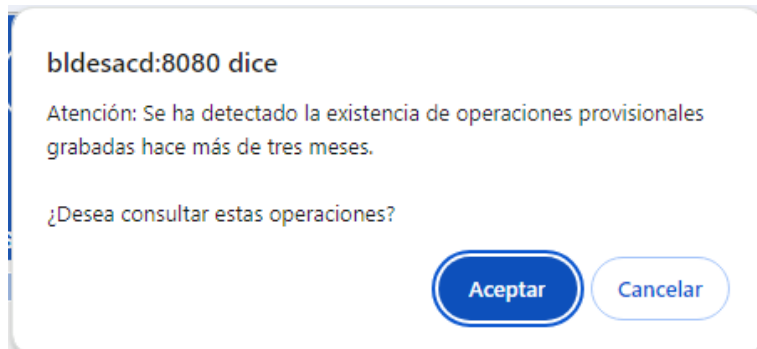 bldesacd:8080 dice
Atención: Se ha detectado la existencia de operaciones provisionales
grabadas hace más de tres meses.
¿Desea consultar estas operaciones?
Aceptar
Cancelar